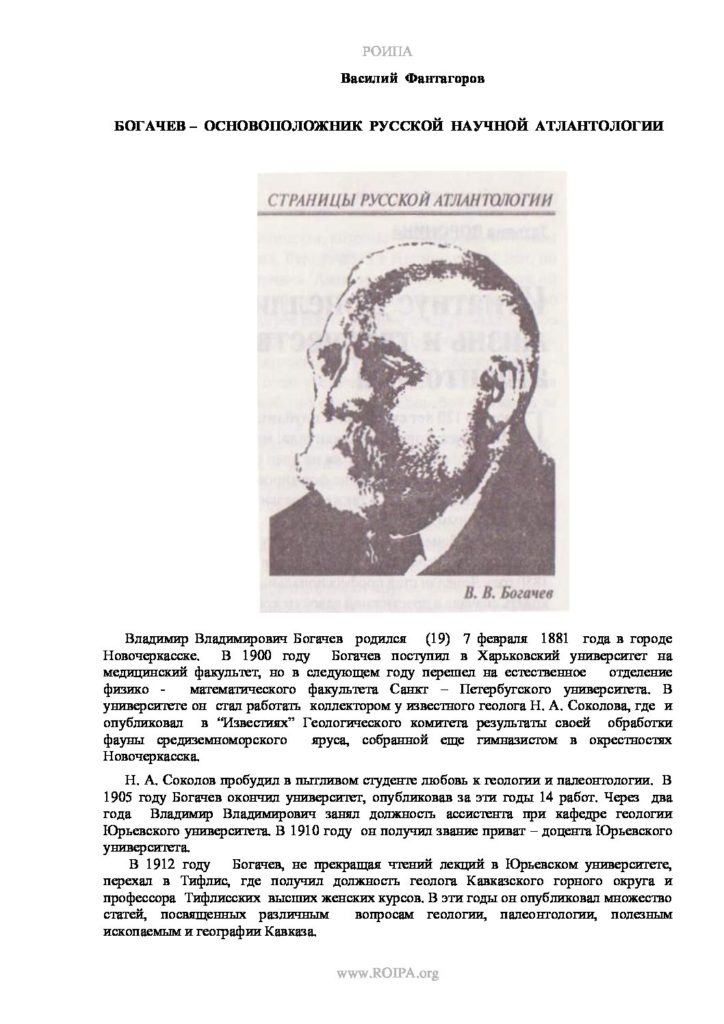 РОИПА
Василий Фантагоров
БОГАЧЕВ – ОСНОВОПОЛОЖНИК РУССКОЙ НАУЧНОЙ АТЛАНТОЛОГИИ
СТРАНИЦЫ РУССКОЙ АТЛАНТОЛОГИИ
В. В. Богачев
Владимир Владимирович Богачев родился (19) 7 февраля 1881 года в городе
Новочеркасске. В 1900 году Богачев поступил в Харьковский университет на
медицинский факультет, но в следующем году перешел на естественное отделение
физико - математического факультета Санкт – Петербугского университета. В
университете он стал работать коллектором у известного геолога Н. А. Соколова, где и
опубликовал в “Известиях” Геологического комитета результаты своей обработки
фауны средиземноморского яруса, собранной еще гимназистом в окрестностях
Новочеркасска.
Н. А. Соколов пробудил в пытливом студенте любовь к геологии и палеонтологии. В
1905 году Богачев окончил университет, опубликовав за эти годы 14 работ. Через два
года Владимир Владимирович занял должность ассистента при кафедре геологии
Юрьевского университета. В 1910 году он получил звание приват – доцента Юрьевского
университета.
В 1912 году Богачев, не прекращая чтений лекций в Юрьевском университете,
перехал в Тифлис, где получил должность геолога Кавказского горного округа и
профессора Тифлисских высших женских курсов. В эти годы он опубликовал множество
статей, посвященных различным вопросам геологии, палеонтологии, полезным
ископаемым и географии Кавказа.
www.ROIPA.org